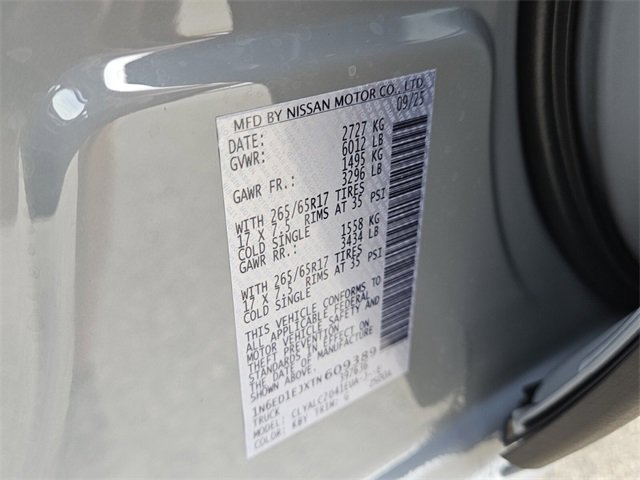 MFD BY NISSAN MOTOR CO., LTD.
DATE: 09/25
GVWR: 2727 KG
6012 LB
GAWR FR.: 1495 KG
3296 LB
WITH 265/65R17 TIRES
17 X 7.5 RIMS AT 35 PSI
COLD SINGLE
GAWR RR.: 1558 KG
3434 LB
WITH 265/65R17 TIRES
17 X 7.5 RIMS AT 35 PSI
COLD SINGLE
THIS VEHICLE CONFORMS TO
ALL APPLICABLE FEDERAL
MOTOR VEHICLE SAFETY AND
THEFT PREVENTION
STANDARDS IN EFFECT ON
THE DATE OF MANUFACTURE
SHOWN ABOVE.
1N6ED1EJXTN609389
TRUCK
MODEL:
COLOR: KBY TRIM: G